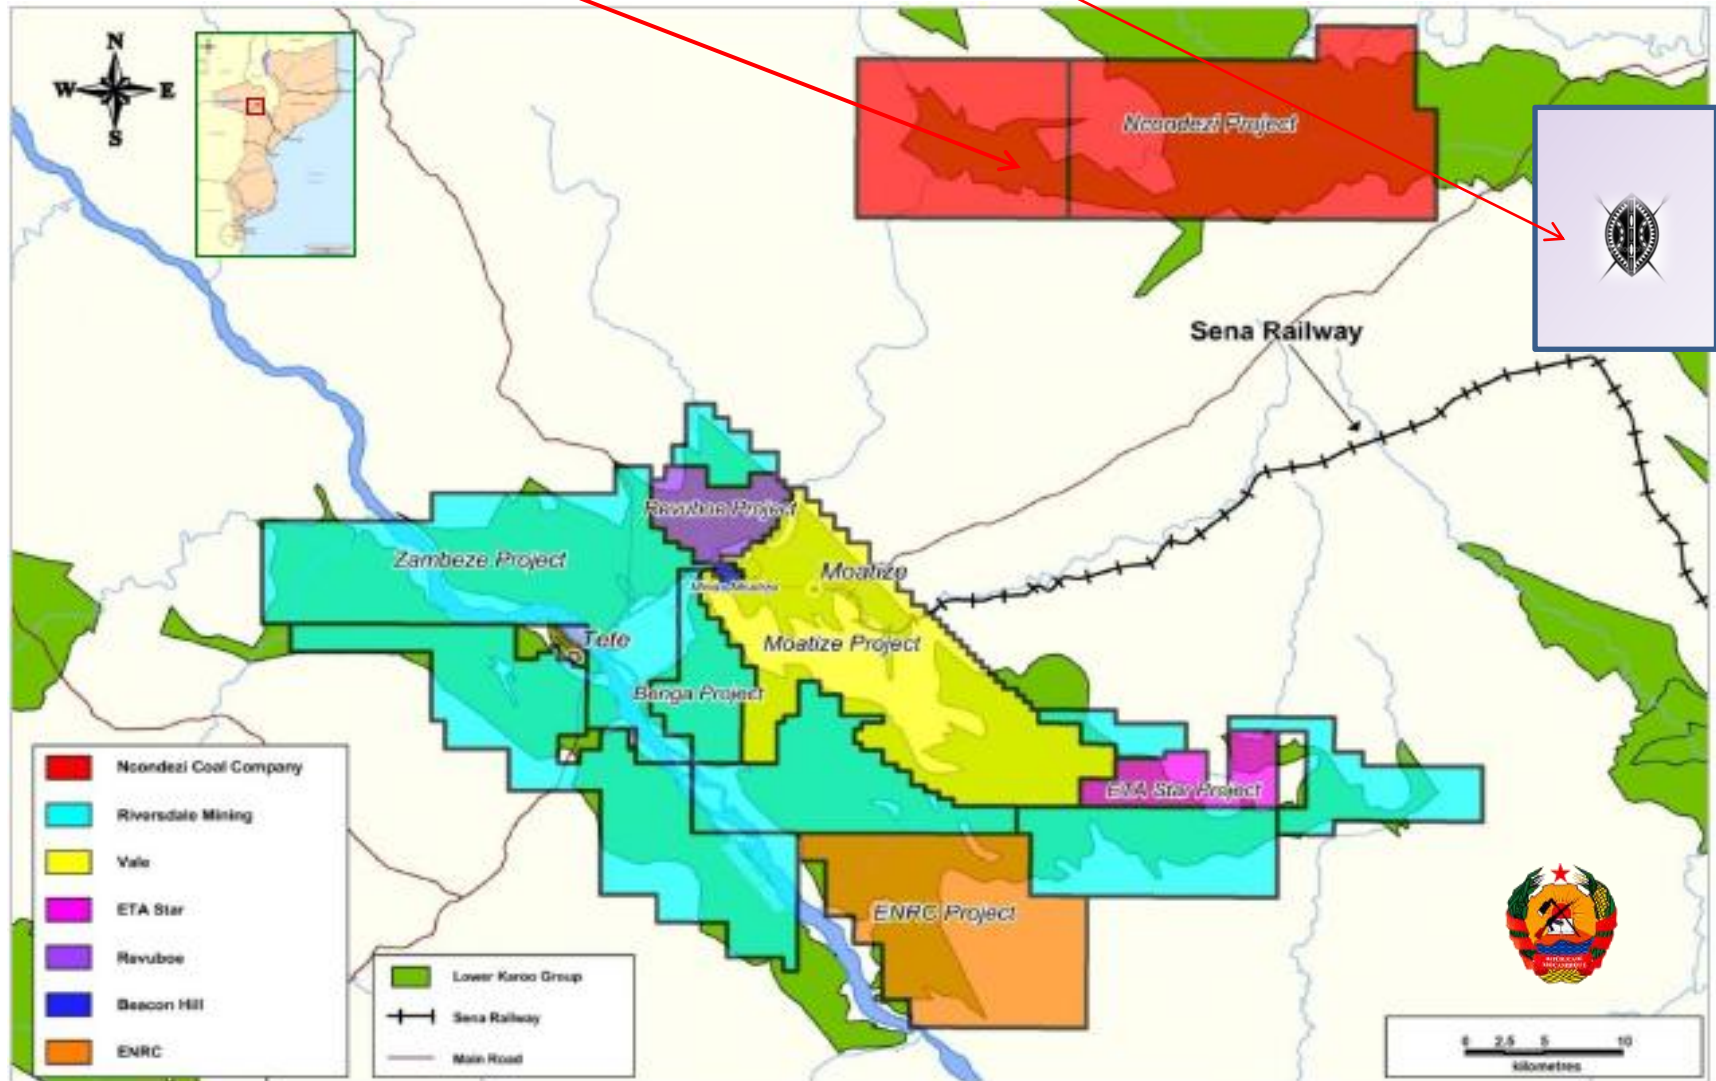 N
W E
S
Ncondezi Project
Sena Railway
Revuboe Project
Zambeze Project
Moatize
Tete
Moatize Project
Benga Project
ETA Star Project
ENRC Project
Ncondezi Coal Company
Riversdale Mining
Vale
ETA Star
Revuboe
Beacon Hill
ENRC
Lower Karoo Group
Sena Railway
Main Road
0 2.5 5 10
kilometres